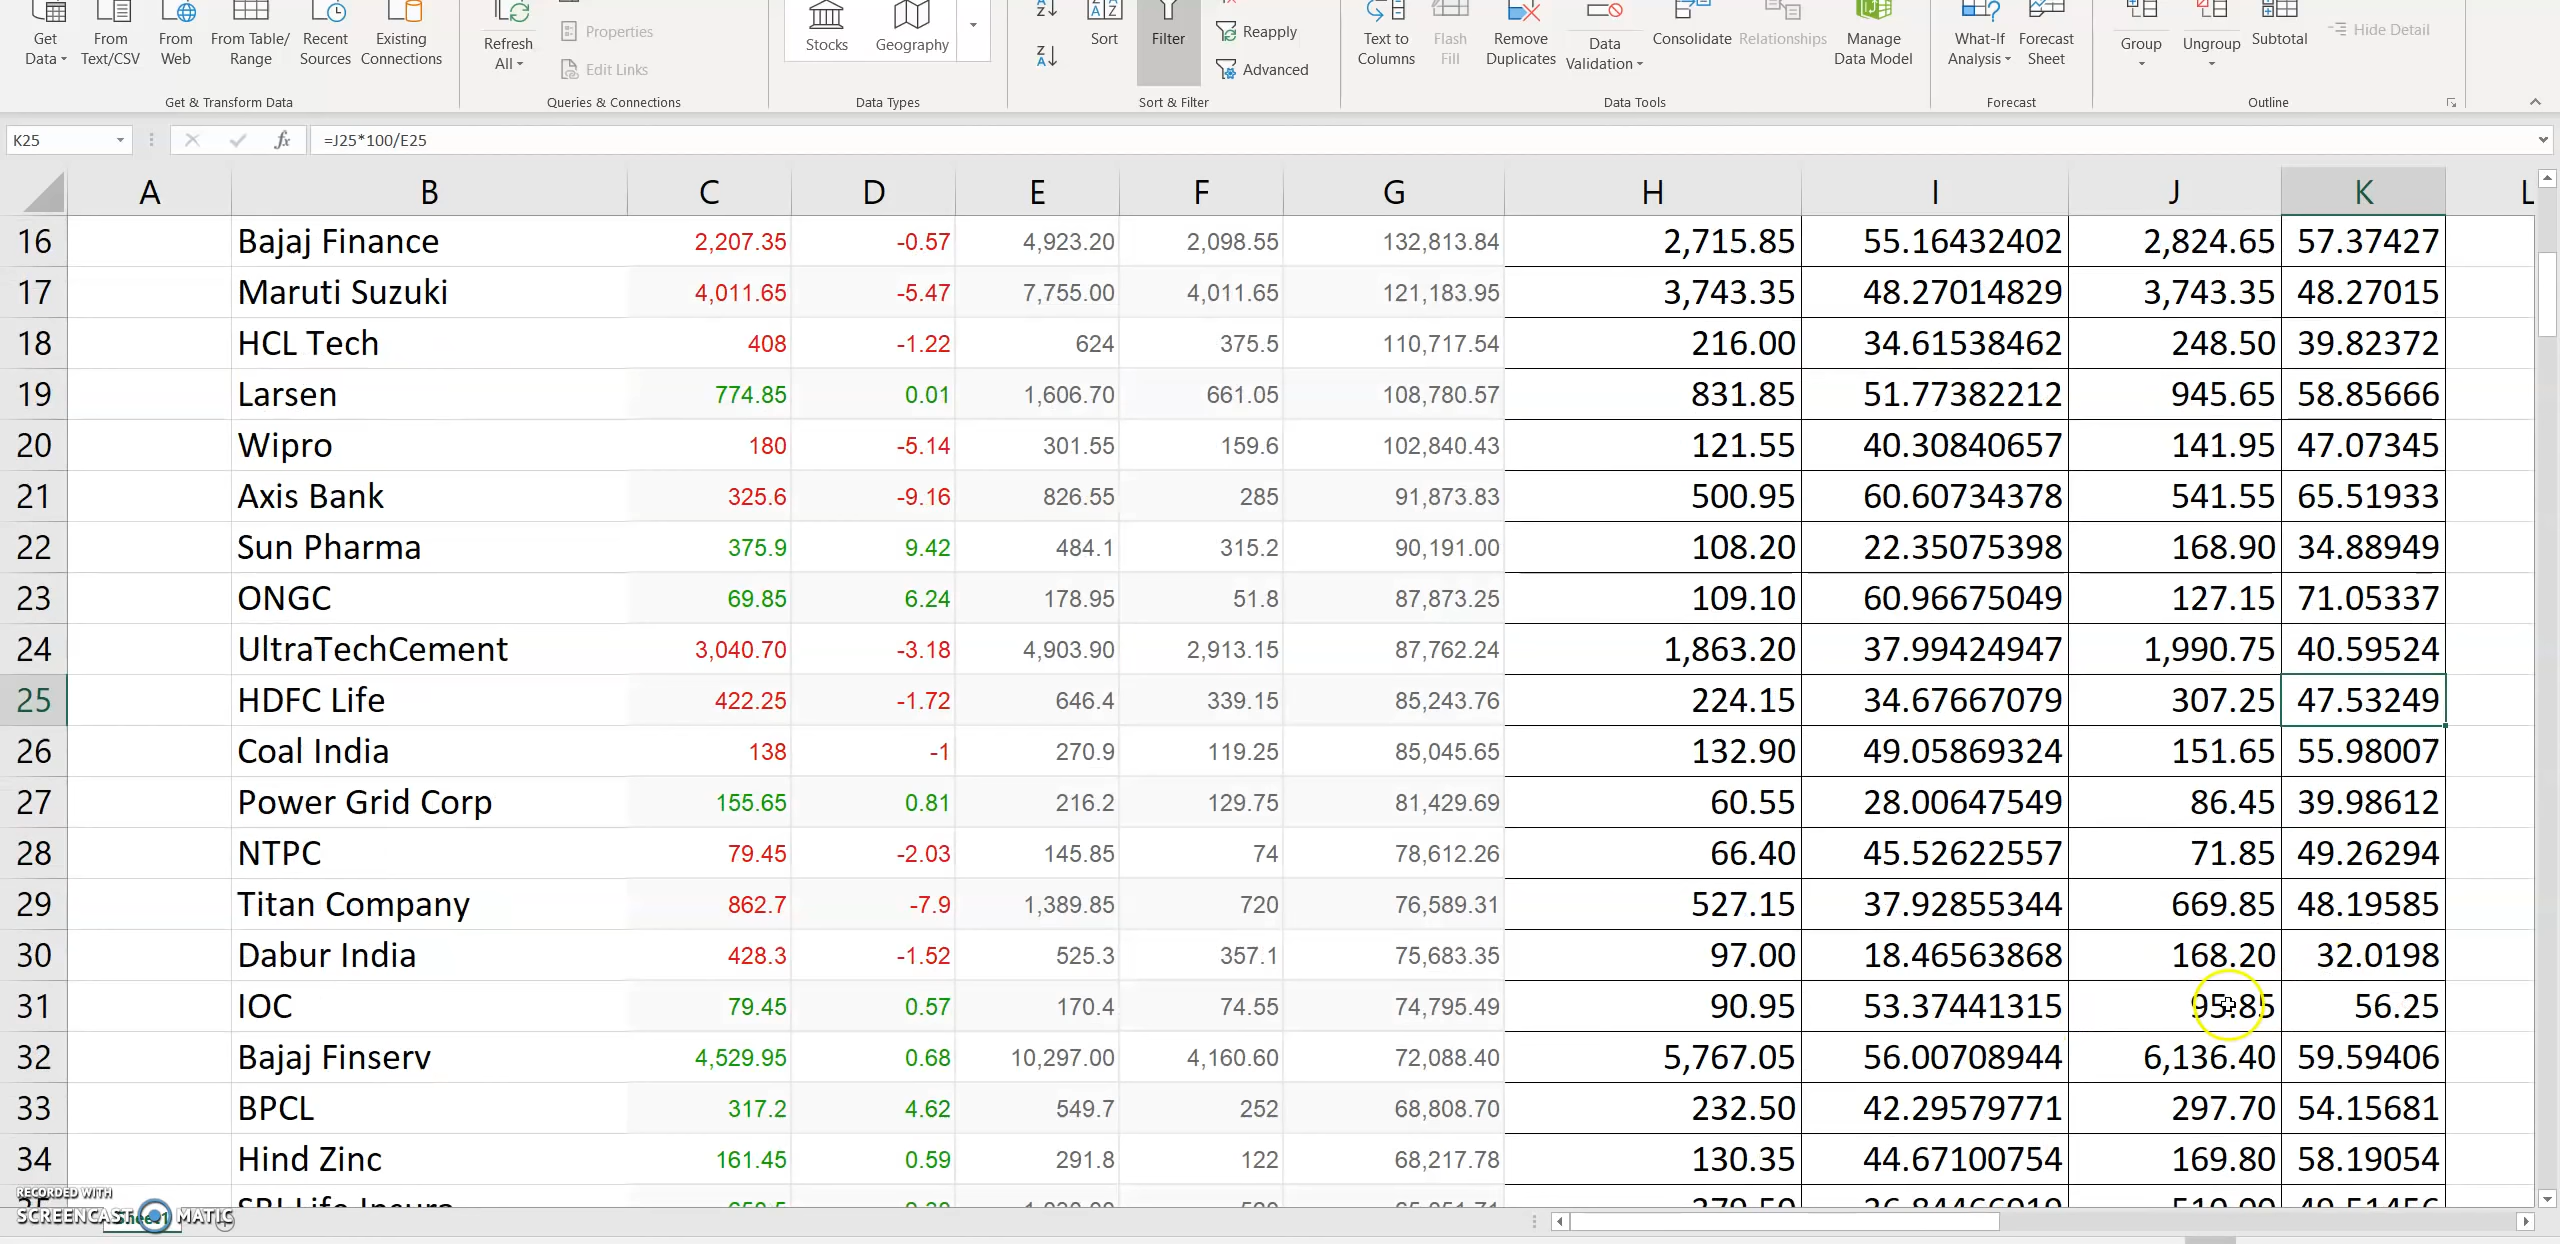 Get Data
From Text/CSV
From Web
From Table/ Range
Recent Sources
Existing Connections
Refresh All
Properties
Edit Links
Stocks
Geography
Sort
Filter
Reapply
Advanced
Text to Columns
Flash Fill
Remove Duplicates
Data Validation
Consolidate
Relationships
Manage Data Model
What-If Analysis
Forecast Sheet
Group
Ungroup
Subtotal
Hide Detail
Get & Transform Data
Queries & Connections
Data Types
Sort & Filter
Data Tools
Forecast
Outline
K25 fx =J25*100/E25
A B C D E F G H I J K L
16 Bajaj Finance 2,207.35 -0.57 4,923.20 2,098.55 132,813.84 2,715.85 55.16432402 2,824.65 57.37427
17 Maruti Suzuki 4,011.65 -5.47 7,755.00 4,011.65 121,183.95 3,743.35 48.27014829 3,743.35 48.27015
18 HCL Tech 408 -1.22 624 375.5 110,717.54 216.00 34.61538462 248.50 39.82372
19 Larsen 774.85 0.01 1,606.70 661.05 108,780.57 831.85 51.77382212 945.65 58.85666
20 Wipro 180 -5.14 301.55 159.6 102,840.43 121.55 40.30840657 141.95 47.07345
21 Axis Bank 325.6 -9.16 826.55 285 91,873.83 500.95 60.60734378 541.55 65.51933
22 Sun Pharma 375.9 9.42 484.1 315.2 90,191.00 108.20 22.35075398 168.90 34.88949
23 ONGC 69.85 6.24 178.95 51.8 87,873.25 109.10 60.96675049 127.15 71.05337
24 UltraTechCement 3,040.70 -3.18 4,903.90 2,913.15 87,762.24 1,863.20 37.99424947 1,990.75 40.59524
25 HDFC Life 422.25 -1.72 646.4 339.15 85,243.76 224.15 34.67667079 307.25 47.53249
26 Coal India 138 -1 270.9 119.25 85,045.65 132.90 49.05869324 151.65 55.98007
27 Power Grid Corp 155.65 0.81 216.2 129.75 81,429.69 60.55 28.00647549 86.45 39.98612
28 NTPC 79.45 -2.03 145.85 74 78,612.26 66.40 45.52622557 71.85 49.26294
29 Titan Company 862.7 -7.9 1,389.85 720 76,589.31 527.15 37.92855344 669.85 48.19585
30 Dabur India 428.3 -1.52 525.3 357.1 75,683.35 97.00 18.46563868 168.20 32.0198
31 IOC 79.45 0.57 170.4 74.55 74,795.49 90.95 53.37441315 95.85 56.25
32 Bajaj Finserv 4,529.95 0.68 10,297.00 4,160.60 72,088.40 5,767.05 56.00708944 6,136.40 59.59406
33 BPCL 317.2 4.62 549.7 252 68,808.70 232.50 42.29579771 297.70 54.15681
34 Hind Zinc 161.45 0.59 291.8 122 68,217.78 130.35 44.67100754 169.80 58.19054
RECORDED WITH
SCREENCAST MATIC